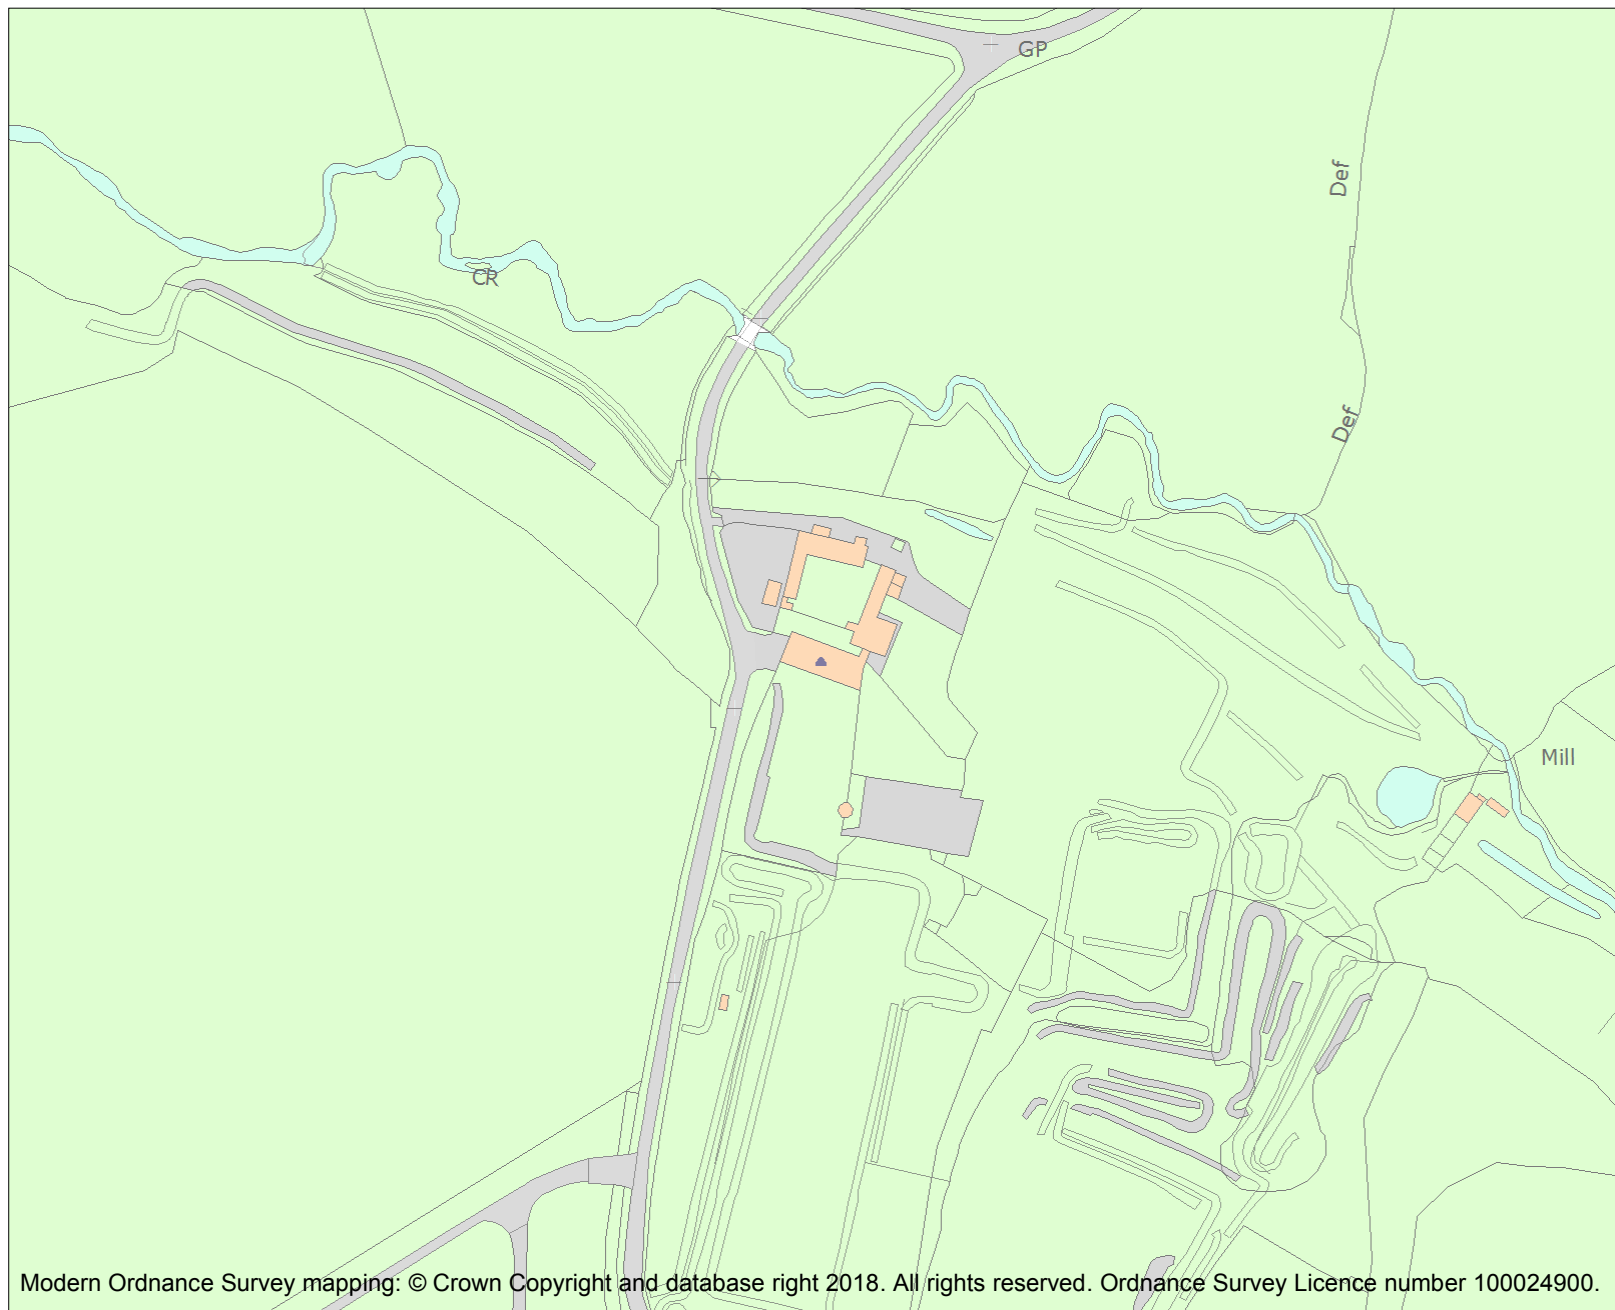 GP
Def
CR
Def
Mill
Modern Ordnance Survey mapping: © Crown Copyright and database right 2018. All rights reserved. Ordnance Survey Licence number 100024900.